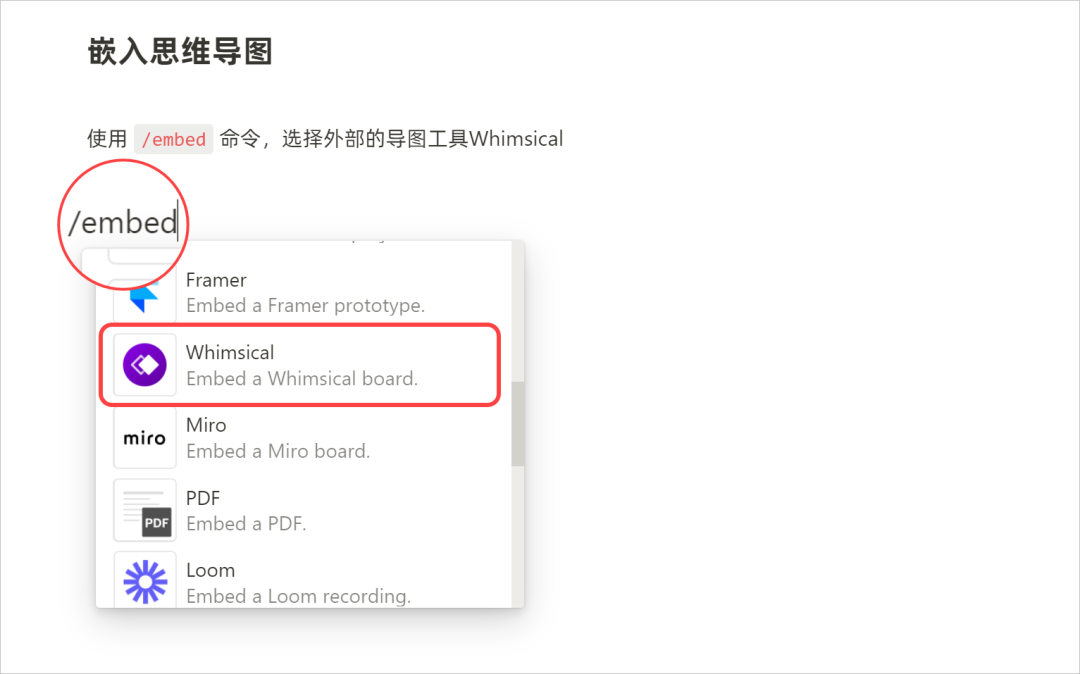 嵌入思维导图
使用 /embed 命令，选择外部的导图工具Whimsical
/embed
Framer
Embed a Framer prototype.
Whimsical
Embed a Whimsical board.
miro
Miro
Embed a Miro board.
PDF
PDF
Embed a PDF.
Loom
Embed a Loom recording.